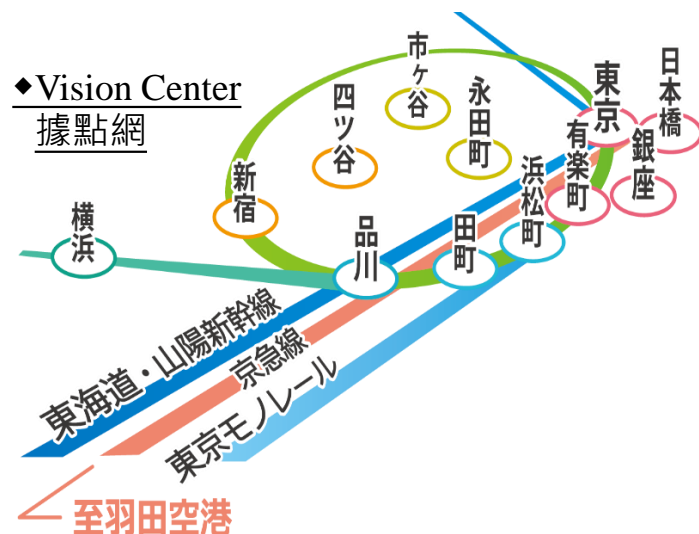 ◆Vision Center
據點網
市ヶ谷
四ツ谷
永田町
東京
日本橋
有楽町
銀座
浜松町
新宿
横浜
品川
田町
東海道・山陽新幹線
京急線
東京モノレール
至羽田空港